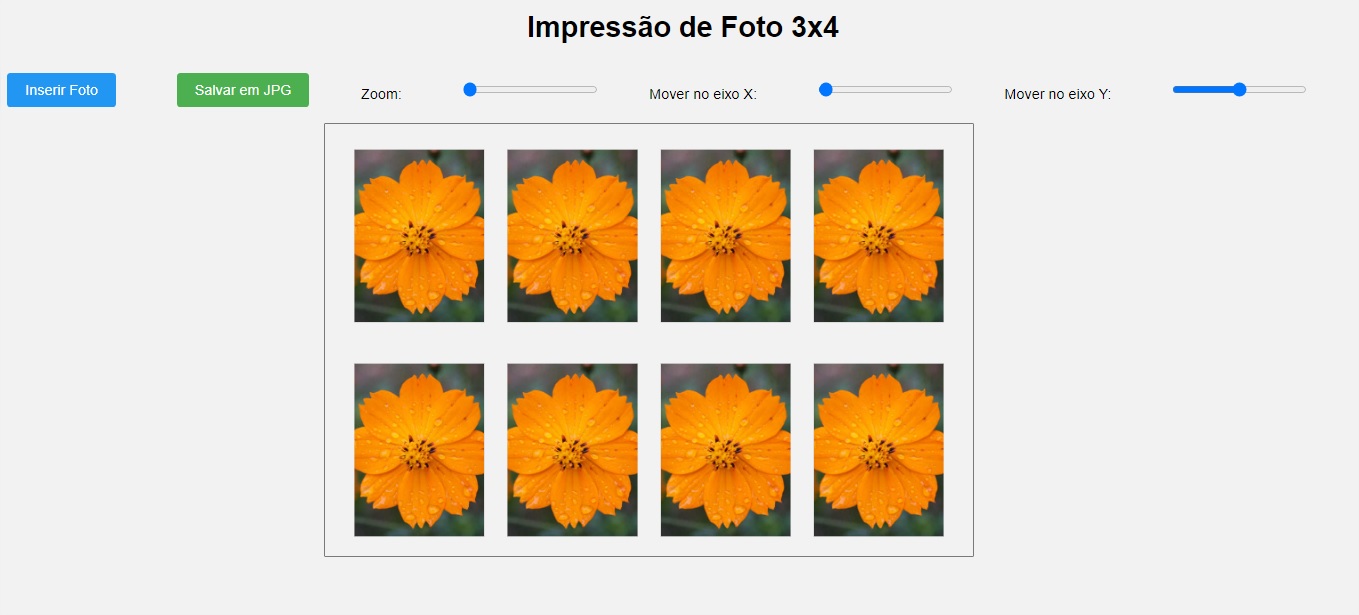 Impressão de Foto 3x4
Inserir Foto
Salvar em JPG
Zoom:
Mover no eixo X:
Mover no eixo Y: